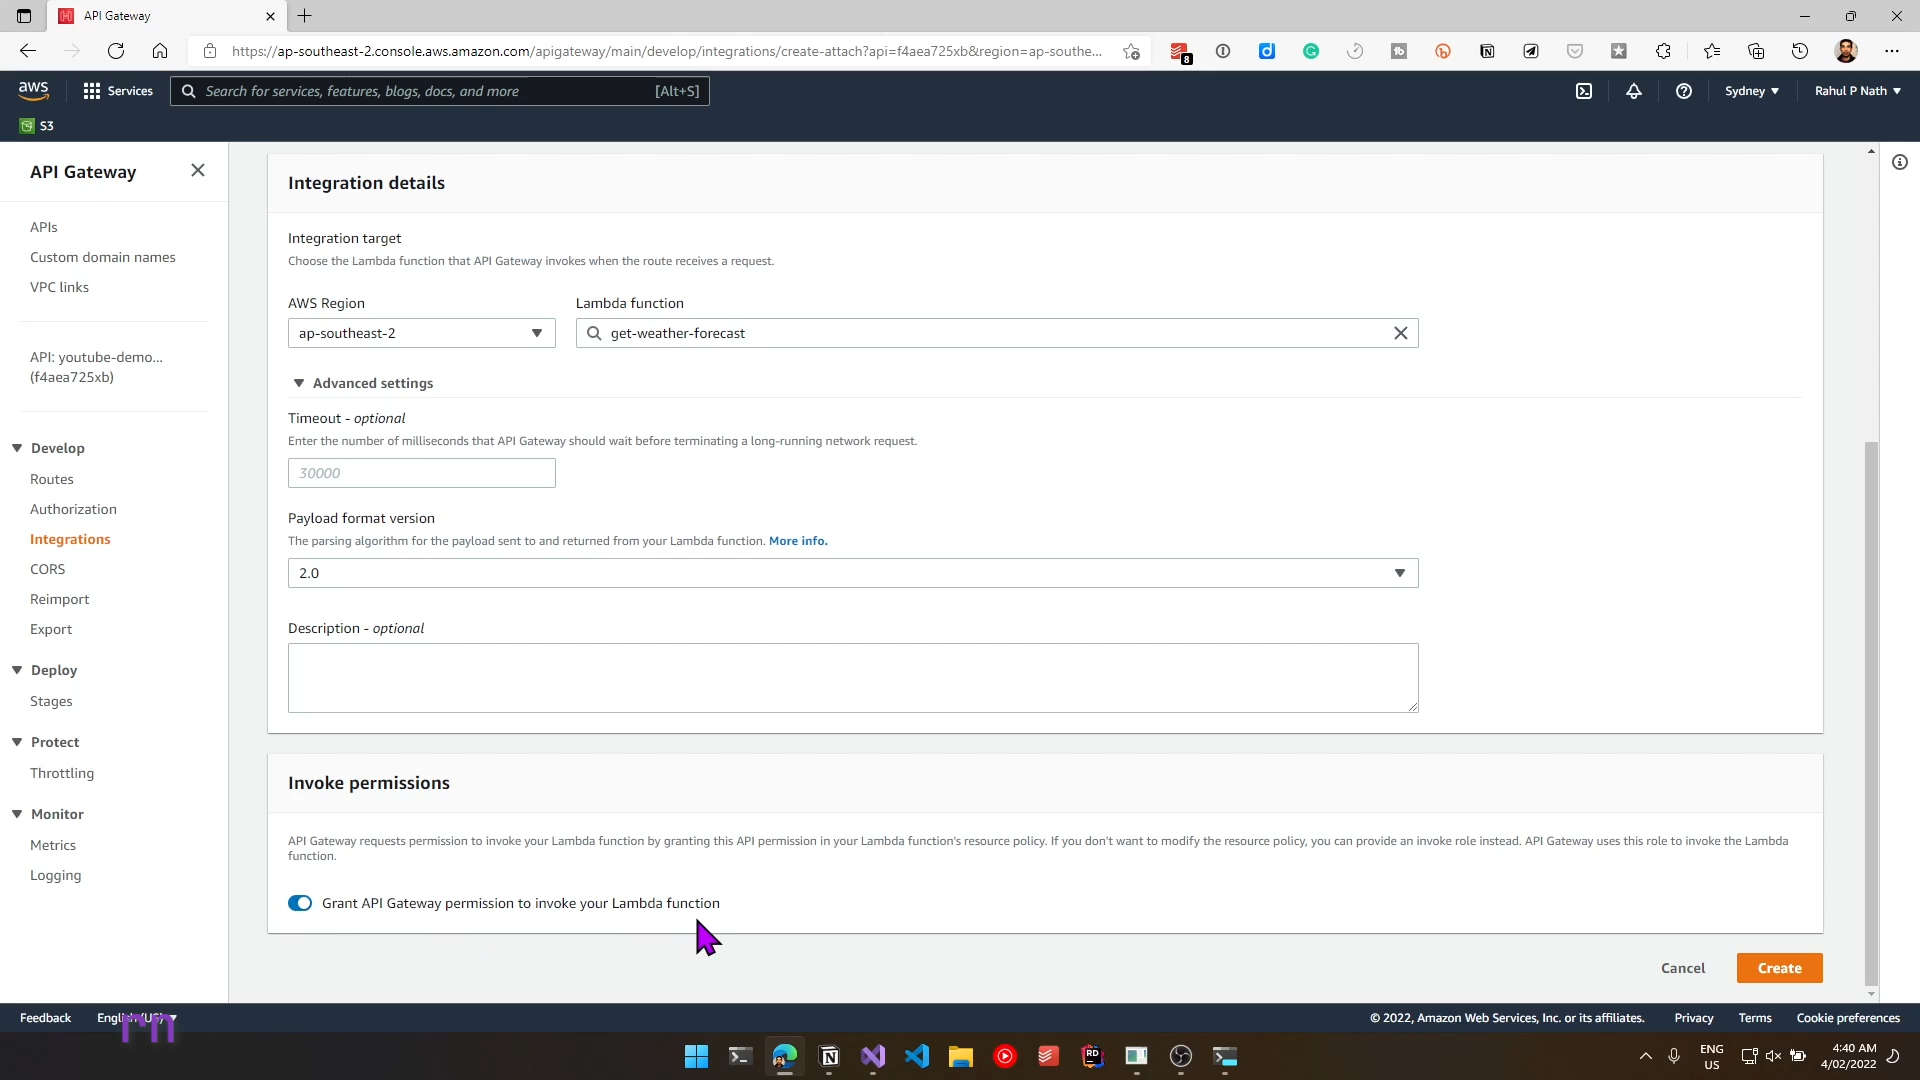 API Gateway
https://ap-southeast-2.console.aws.amazon.com/apigateway/main/develop/integrations/create-attach?api=f4aea725xb&region=ap-southe...
8
aws
Services
Search for services, features, blogs, docs, and more
[Alt+S]
Sydney
Rahul P Nath
S3
API Gateway
APIs
Custom domain names
VPC links
API: youtube-demo...
(f4aea725xb)
Develop
Routes
Authorization
Integrations
CORS
Reimport
Export
Deploy
Stages
Protect
Throttling
Monitor
Metrics
Logging
Integration details
Integration target
Choose the Lambda function that API Gateway invokes when the route receives a request.
AWS Region
Lambda function
ap-southeast-2
get-weather-forecast
Advanced settings
Timeout - optional
Enter the number of milliseconds that API Gateway should wait before terminating a long-running network request.
30000
Payload format version
The parsing algorithm for the payload sent to and returned from your Lambda function. More info.
2.0
Description - optional
Invoke permissions
API Gateway requests permission to invoke your Lambda function by granting this API permission in your Lambda function's resource policy. If you don't want to modify the resource policy, you can provide an invoke role instead. API Gateway uses this role to invoke the Lambda
function.
Grant API Gateway permission to invoke your Lambda function
Cancel
Create
Feedback
English (US)
rn
© 2022, Amazon Web Services, Inc. or its affiliates.
Privacy
Terms
Cookie preferences
RD
ENG
US
4:40 AM
4/02/2022